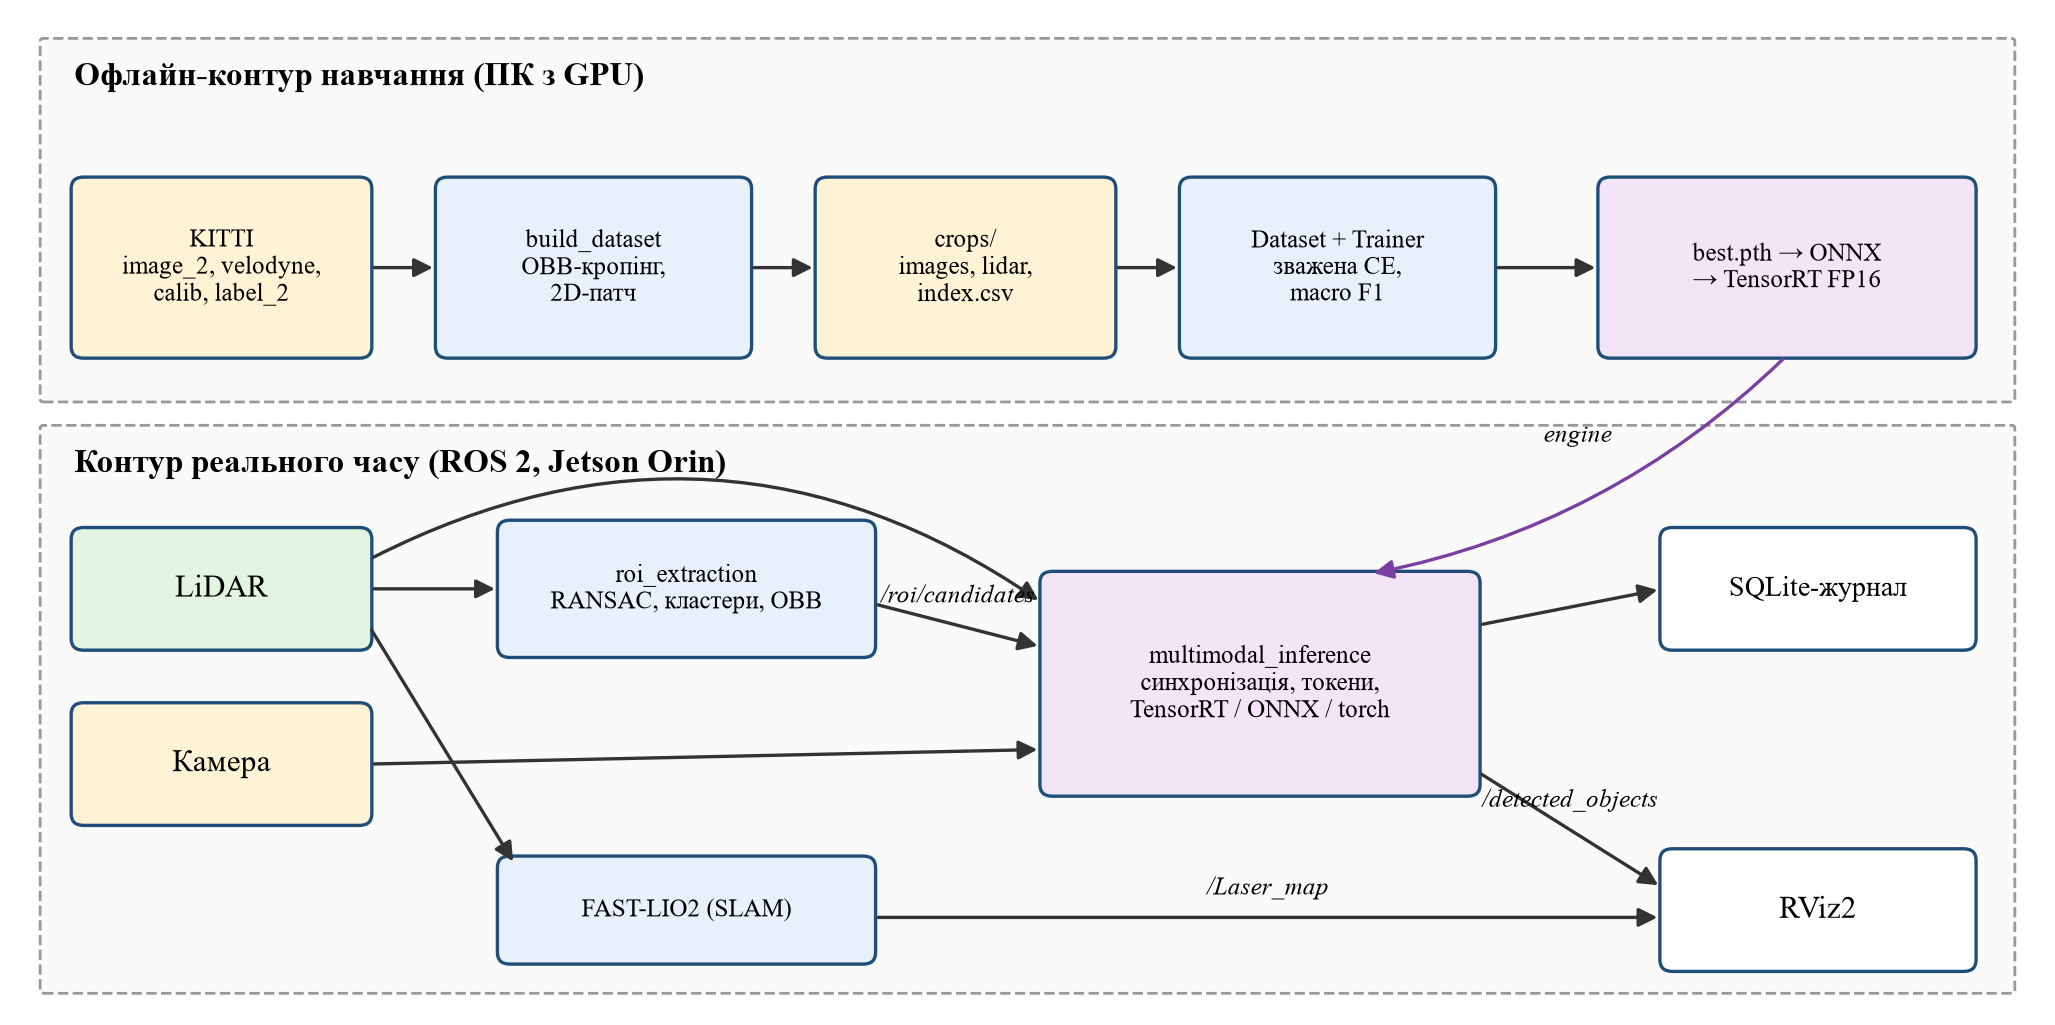 Офлайн-контур навчання (ПК з GPU)
KITTI
image_2, velodyne,
calib, label_2
build_dataset
OBB-кропінг,
2D-патч
crops/
images, lidar,
index.csv
Dataset + Trainer
зважена CE,
macro F1
best.pth → ONNX
→ TensorRT FP16
engine
Контур реального часу (ROS 2, Jetson Orin)
LiDAR
roi_extraction
RANSAC, кластери, OBB
/roi/candidates
multimodal_inference
синхронізація, токени,
TensorRT / ONNX / torch
SQLite-журнал
Камера
/detected_objects
FAST-LIO2 (SLAM)
/Laser_map
RViz2